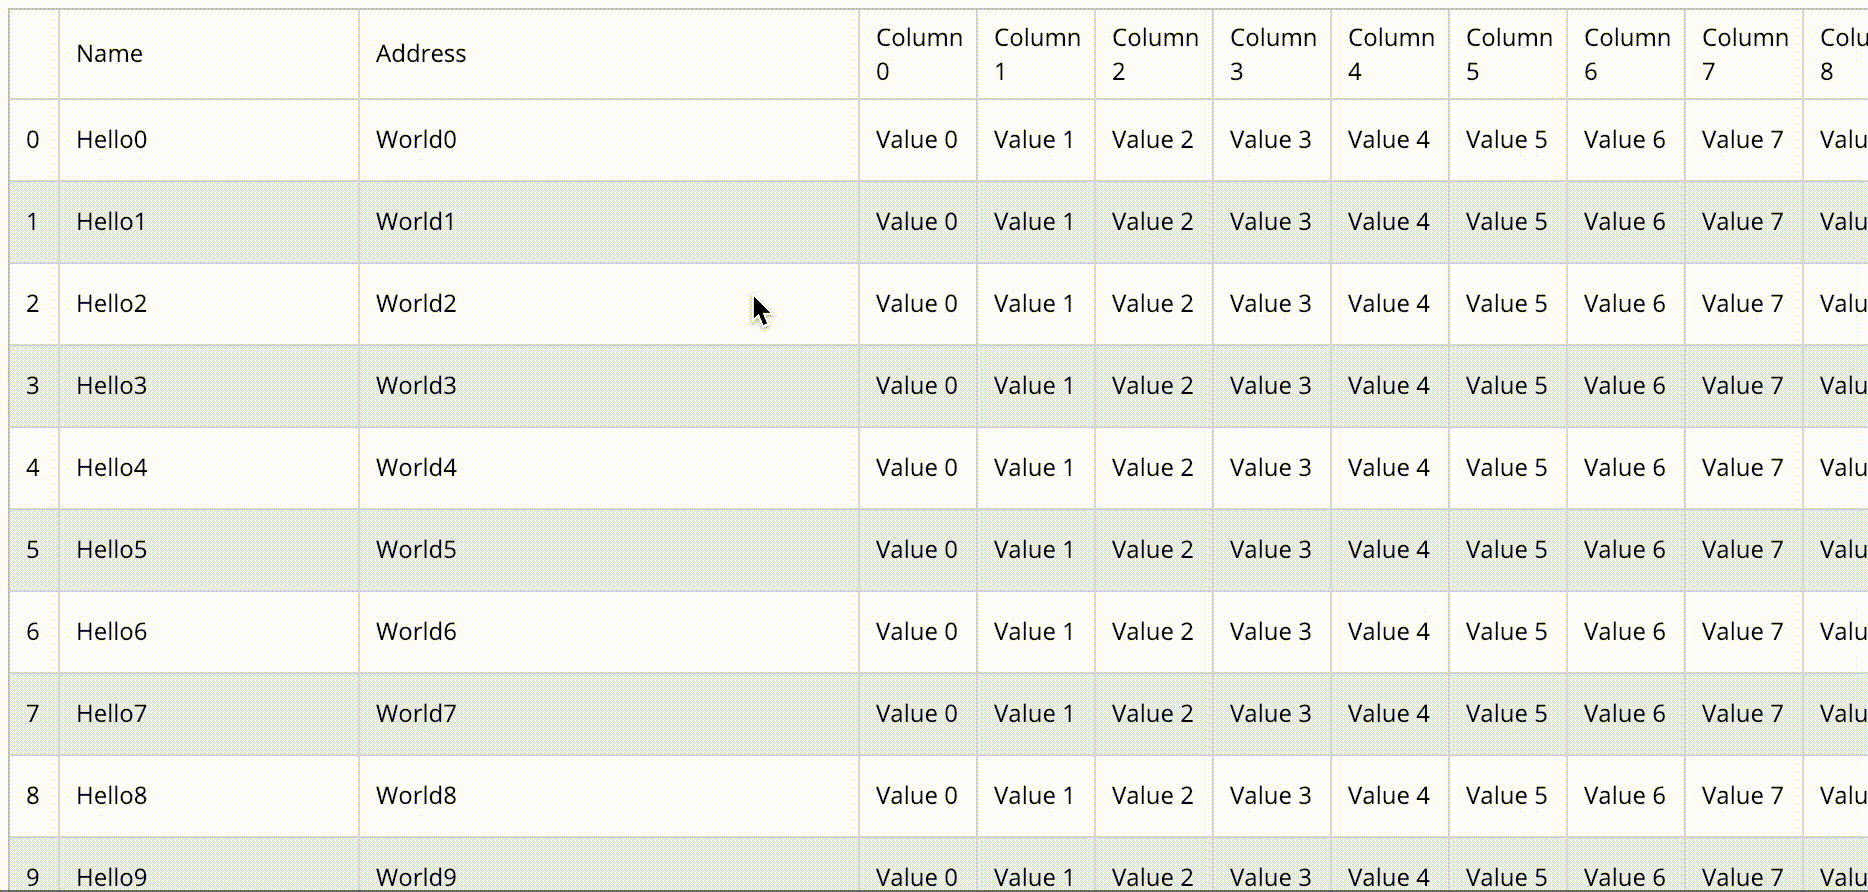 Name Address Column 0 Column 1 Column 2 Column 3 Column 4 Column 5 Column 6 Column 7 Colu 8
0 Hello0 World0 Value 0 Value 1 Value 2 Value 3 Value 4 Value 5 Value 6 Value 7 Valu
1 Hello1 World1 Value 0 Value 1 Value 2 Value 3 Value 4 Value 5 Value 6 Value 7 Valu
2 Hello2 World2 Value 0 Value 1 Value 2 Value 3 Value 4 Value 5 Value 6 Value 7 Valu
3 Hello3 World3 Value 0 Value 1 Value 2 Value 3 Value 4 Value 5 Value 6 Value 7 Valu
4 Hello4 World4 Value 0 Value 1 Value 2 Value 3 Value 4 Value 5 Value 6 Value 7 Valu
5 Hello5 World5 Value 0 Value 1 Value 2 Value 3 Value 4 Value 5 Value 6 Value 7 Valu
6 Hello6 World6 Value 0 Value 1 Value 2 Value 3 Value 4 Value 5 Value 6 Value 7 Valu
7 Hello7 World7 Value 0 Value 1 Value 2 Value 3 Value 4 Value 5 Value 6 Value 7 Valu
8 Hello8 World8 Value 0 Value 1 Value 2 Value 3 Value 4 Value 5 Value 6 Value 7 Valu
9 Hello9 World9 Value 0 Value 1 Value 2 Value 3 Value 4 Value 5 Value 6 Value 7 Valu